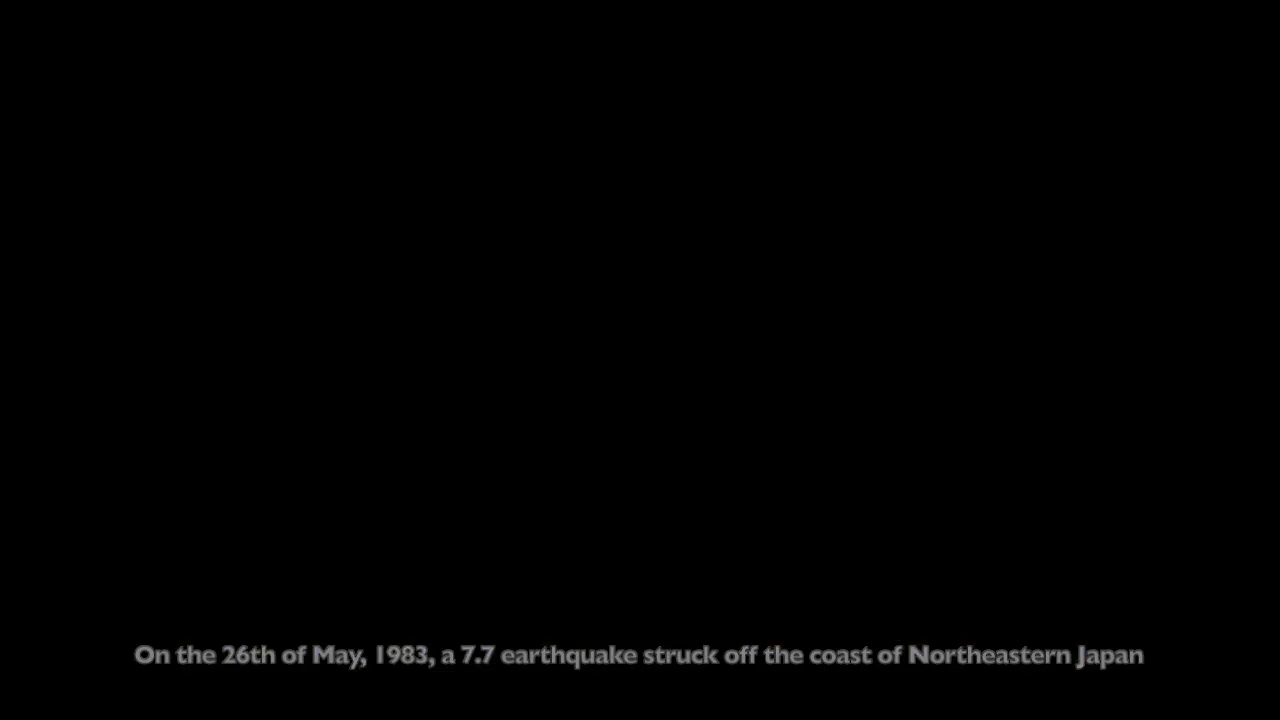 On the 26th of May, 1983, a 7.7 earthquake struck off the coast of Northeastern Japan